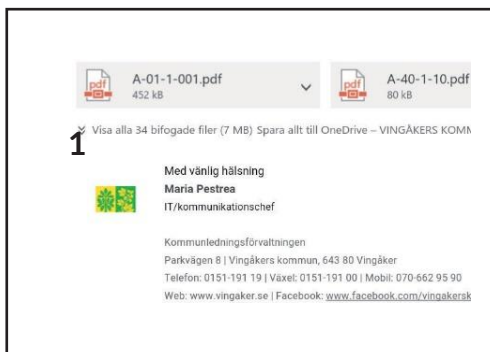 A-01-1-001.pdf
452 kB
A-40-1-10.pdf
80 kB
Visa alla 34 bifogade filer (7 MB) Spara allt till OneDrive – VINGÅKERS KOMM
1
Med vänlig hälsning
Maria Pestrea
IT/kommunikationschef
Kommunledningsförvaltningen
Parkvägen 8 | Vingåkers kommun, 643 80 Vingåker
Telefon: 0151-191 19 | Växel: 0151-191 00 | Mobil: 070-662 95 90
Web: www.vingaker.se | Facebook: www.facebook.com/vingakersk